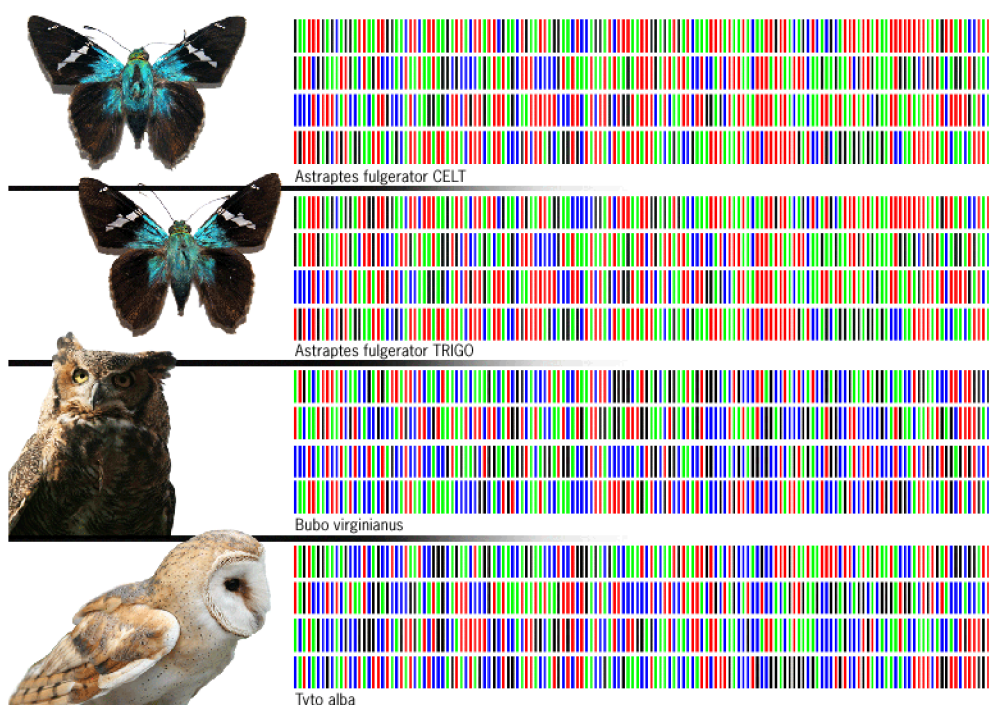 Astraptes fulgerator CELT
Astraptes fulgerator TRIGO
Bubo virginianus
Tyto alba